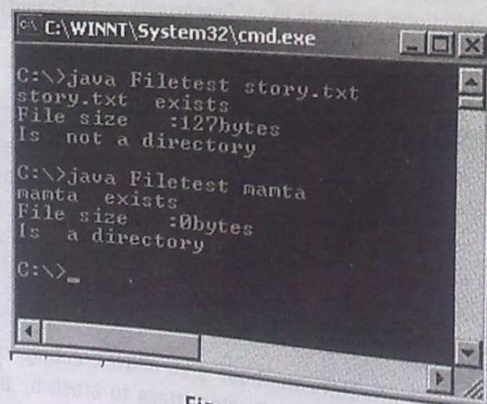 C:\WINNT\System32\cmd.exe
C:\>java Filetest story.txt
story.txt  exists
File size    :127bytes
Is  not a directory
C:\>java Filetest mamta
mamta  exists
File size    :0bytes
Is   a directory
C:\>_